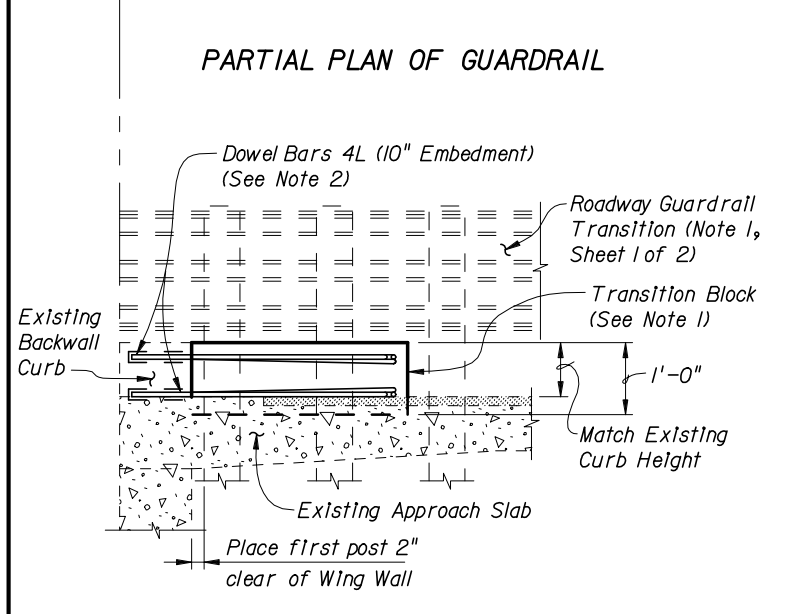 PARTIAL PLAN OF GUARDRAIL
Dowel Bars 4L (10" Embedment)
(See Note 2)
Roadway Guardrail
Transition (Note 1,
Sheet 1 of 2)
Transition Block
(See Note 1)
Existing
Backwall
Curb
1'-0"
Match Existing
Curb Height
Existing Approach Slab
Place first post 2"
clear of Wing Wall